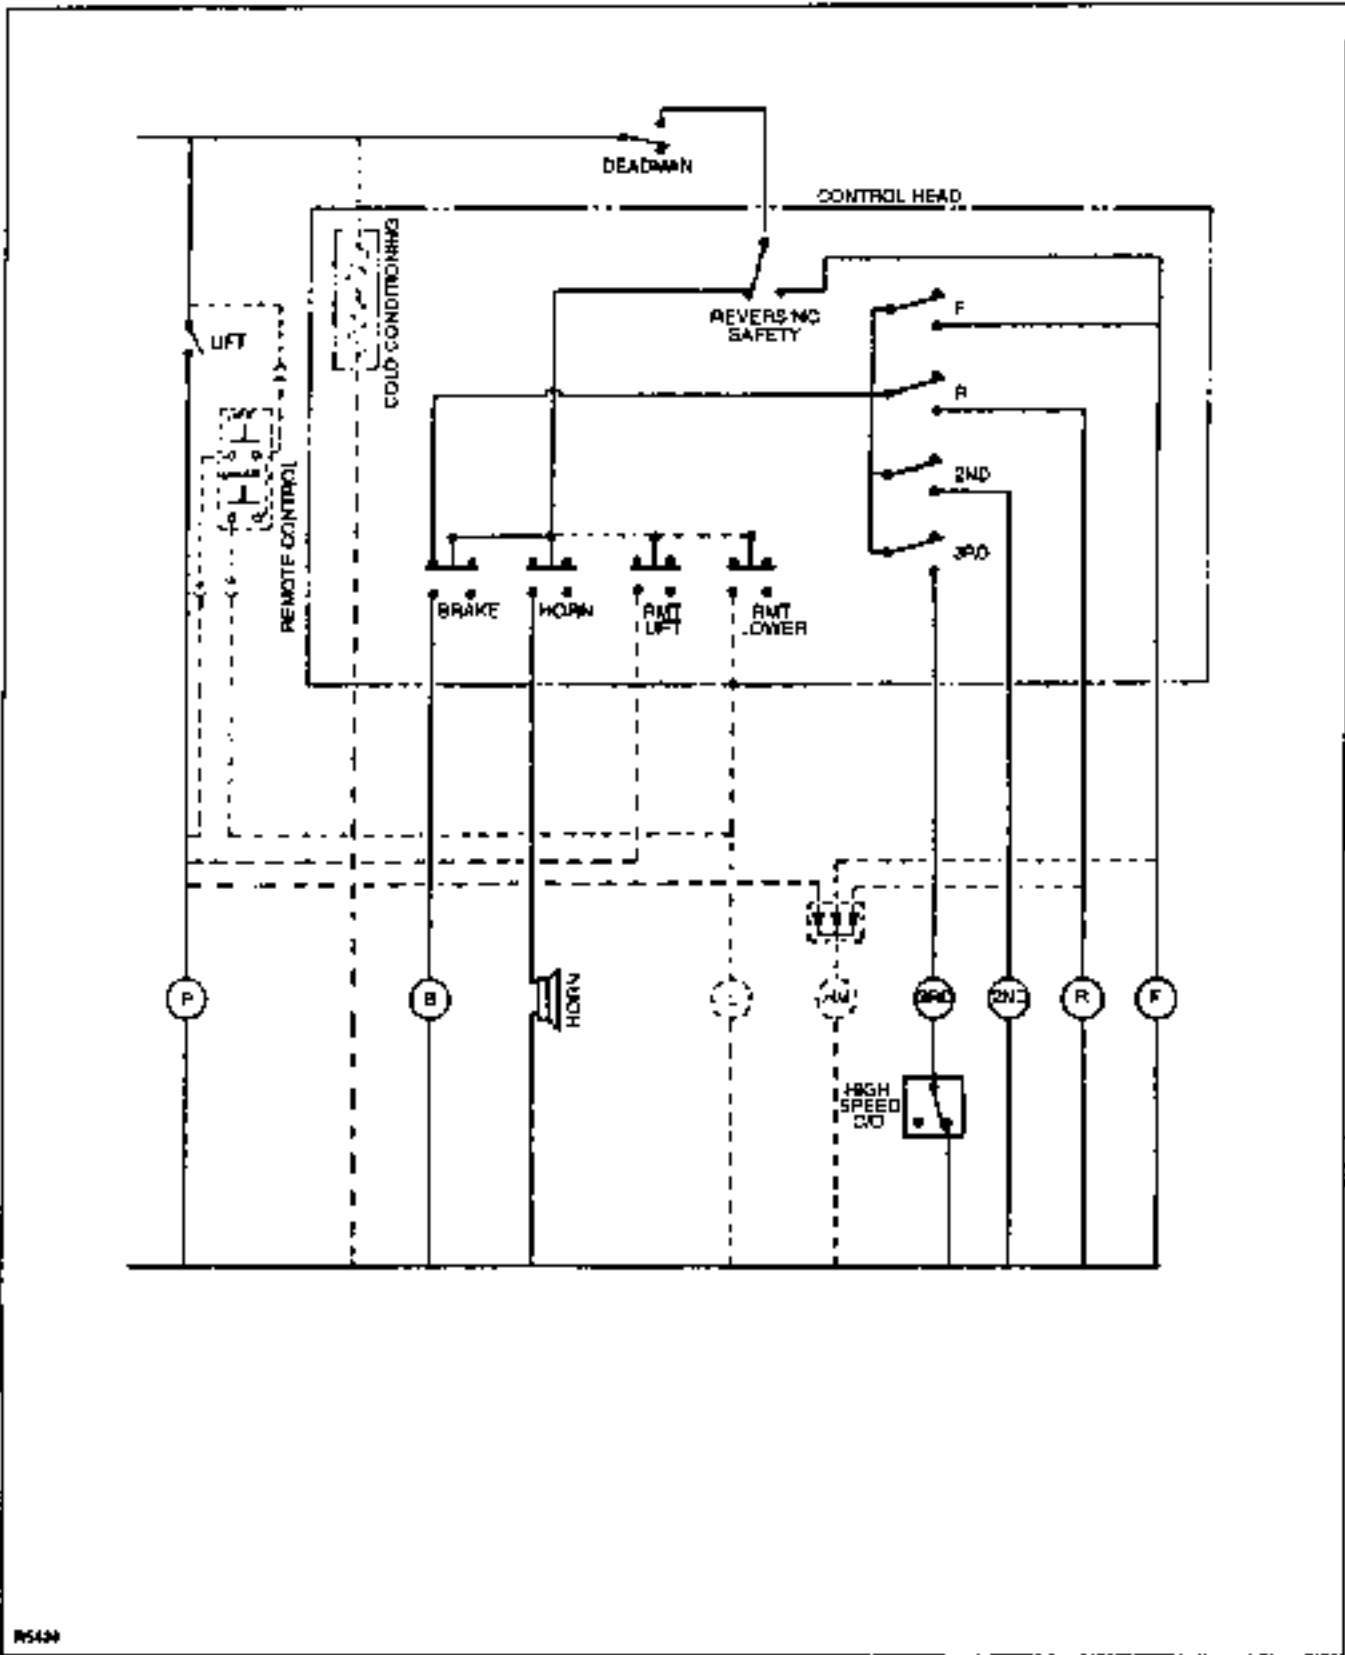 DEADMAN
CONTROL HEAD
COLD CONDITIONING
REVERSING
SAFETY
F
LIFT
R
REMOTE CONTROL
2ND
3RD
BRAKE
HORN
RMT
LIFT
RMT
LOWER
P
B
HORN
3RD
2ND
R
F
HIGH
SPEED